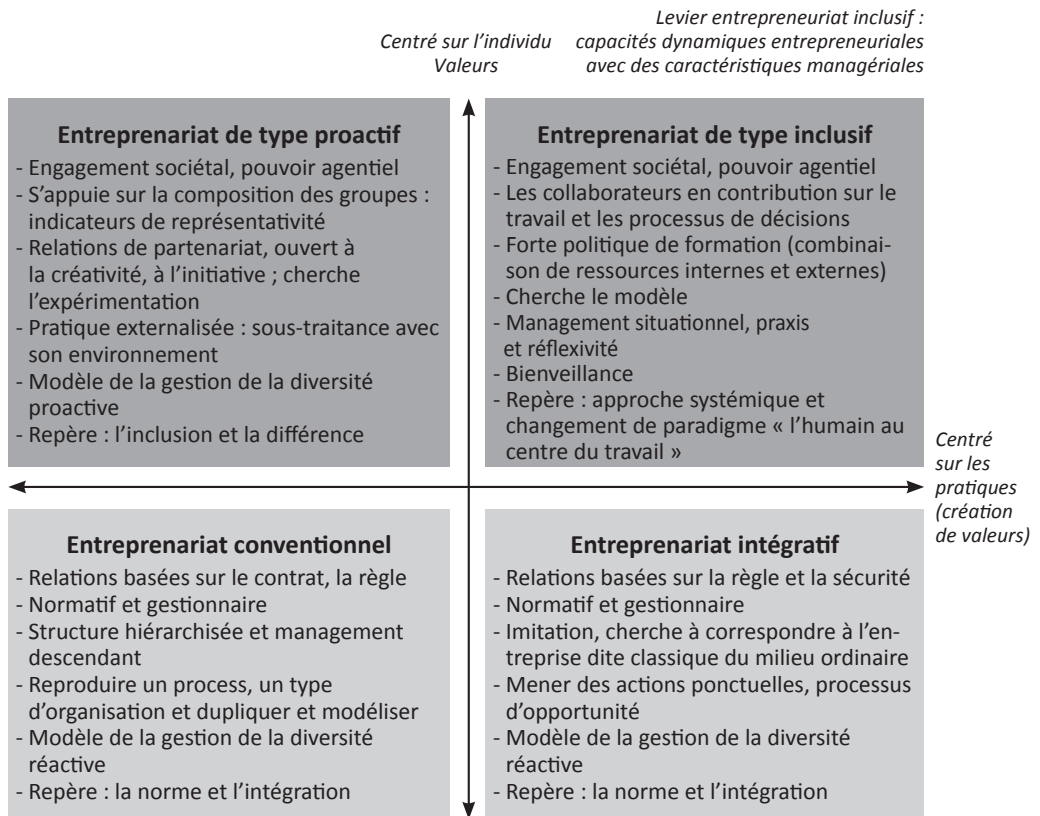 Levier entrepreneuriat inclusif :
capacités dynamiques entrepreneuriales
avec des caractéristiques managériales
Centré sur l’individu
Valeurs
Entreprenariat de type proactif
- Engagement sociétal, pouvoir agentiel
- S’appuie sur la composition des groupes :
indicateurs de représentativité
- Relations de partenariat, ouvert à
la créativité, à l’initiative ; cherche
l’expérimentation
- Pratique externalisée : sous-traitance avec
son environnement
- Modèle de la gestion de la diversité
proactive
- Repère : l’inclusion et la différence
Entreprenariat de type inclusif
- Engagement sociétal, pouvoir agentiel
- Les collaborateurs en contribution sur le
travail et les processus de décisions
- Forte politique de formation (combinai-
son de ressources internes et externes)
- Cherche le modèle
- Management situationnel, praxis
et réflexivité
- Bienveillance
- Repère : approche systémique et
changement de paradigme « l’humain au
centre du travail »
Centré
sur les
pratiques
(création
de valeurs)
Entreprenariat conventionnel
- Relations basées sur le contrat, la règle
- Normatif et gestionnaire
- Structure hiérarchisée et management
descendant
- Reproduire un process, un type
d’organisation et dupliquer et modéliser
- Modèle de la gestion de la diversité
réactive
- Repère : la norme et l’intégration
Entreprenariat intégratif
- Relations basées sur la règle et la sécurité
- Normatif et gestionnaire
- Imitation, cherche à correspondre à l’en-
treprise dite classique du milieu ordinaire
- Mener des actions ponctuelles, processus
d’opportunité
- Modèle de la gestion de la diversité
réactive
- Repère : la norme et l’intégration